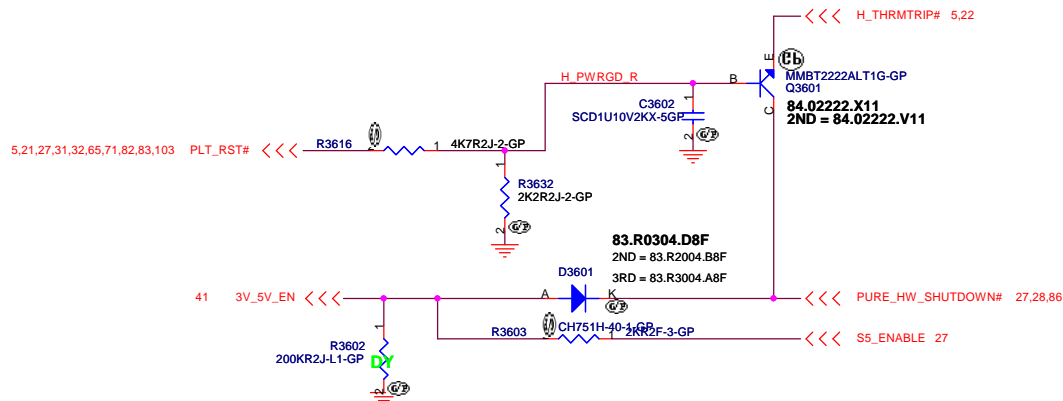 H_THRMTRIP# 5,22
E
H_PWRGD_R
B
MMBT2222ALT1G-GP
Q3601
C
84.02222.X11
2ND = 84.02222.V11
1
C3602
SCD1U10V2KX-5GP
2
G/P
5,21,27,31,32,65,71,82,83,103 PLT_RST#
R3616
1
4K7R2J-2-GP
1
R3632
2K2R2J-2-GP
2
G/P
83.R0304.D8F
2ND = 83.R2004.B8F
3RD = 83.R3004.A8F
D3601
41 3V_5V_EN
A
K
G/P
PURE_HW_SHUTDOWN# 27,28,86
CH751H-40-1-GP
R3603
1
2KR2F-3-GP
S5_ENABLE 27
1
R3602
200KR2J-L1-GP
DY
2
G/P